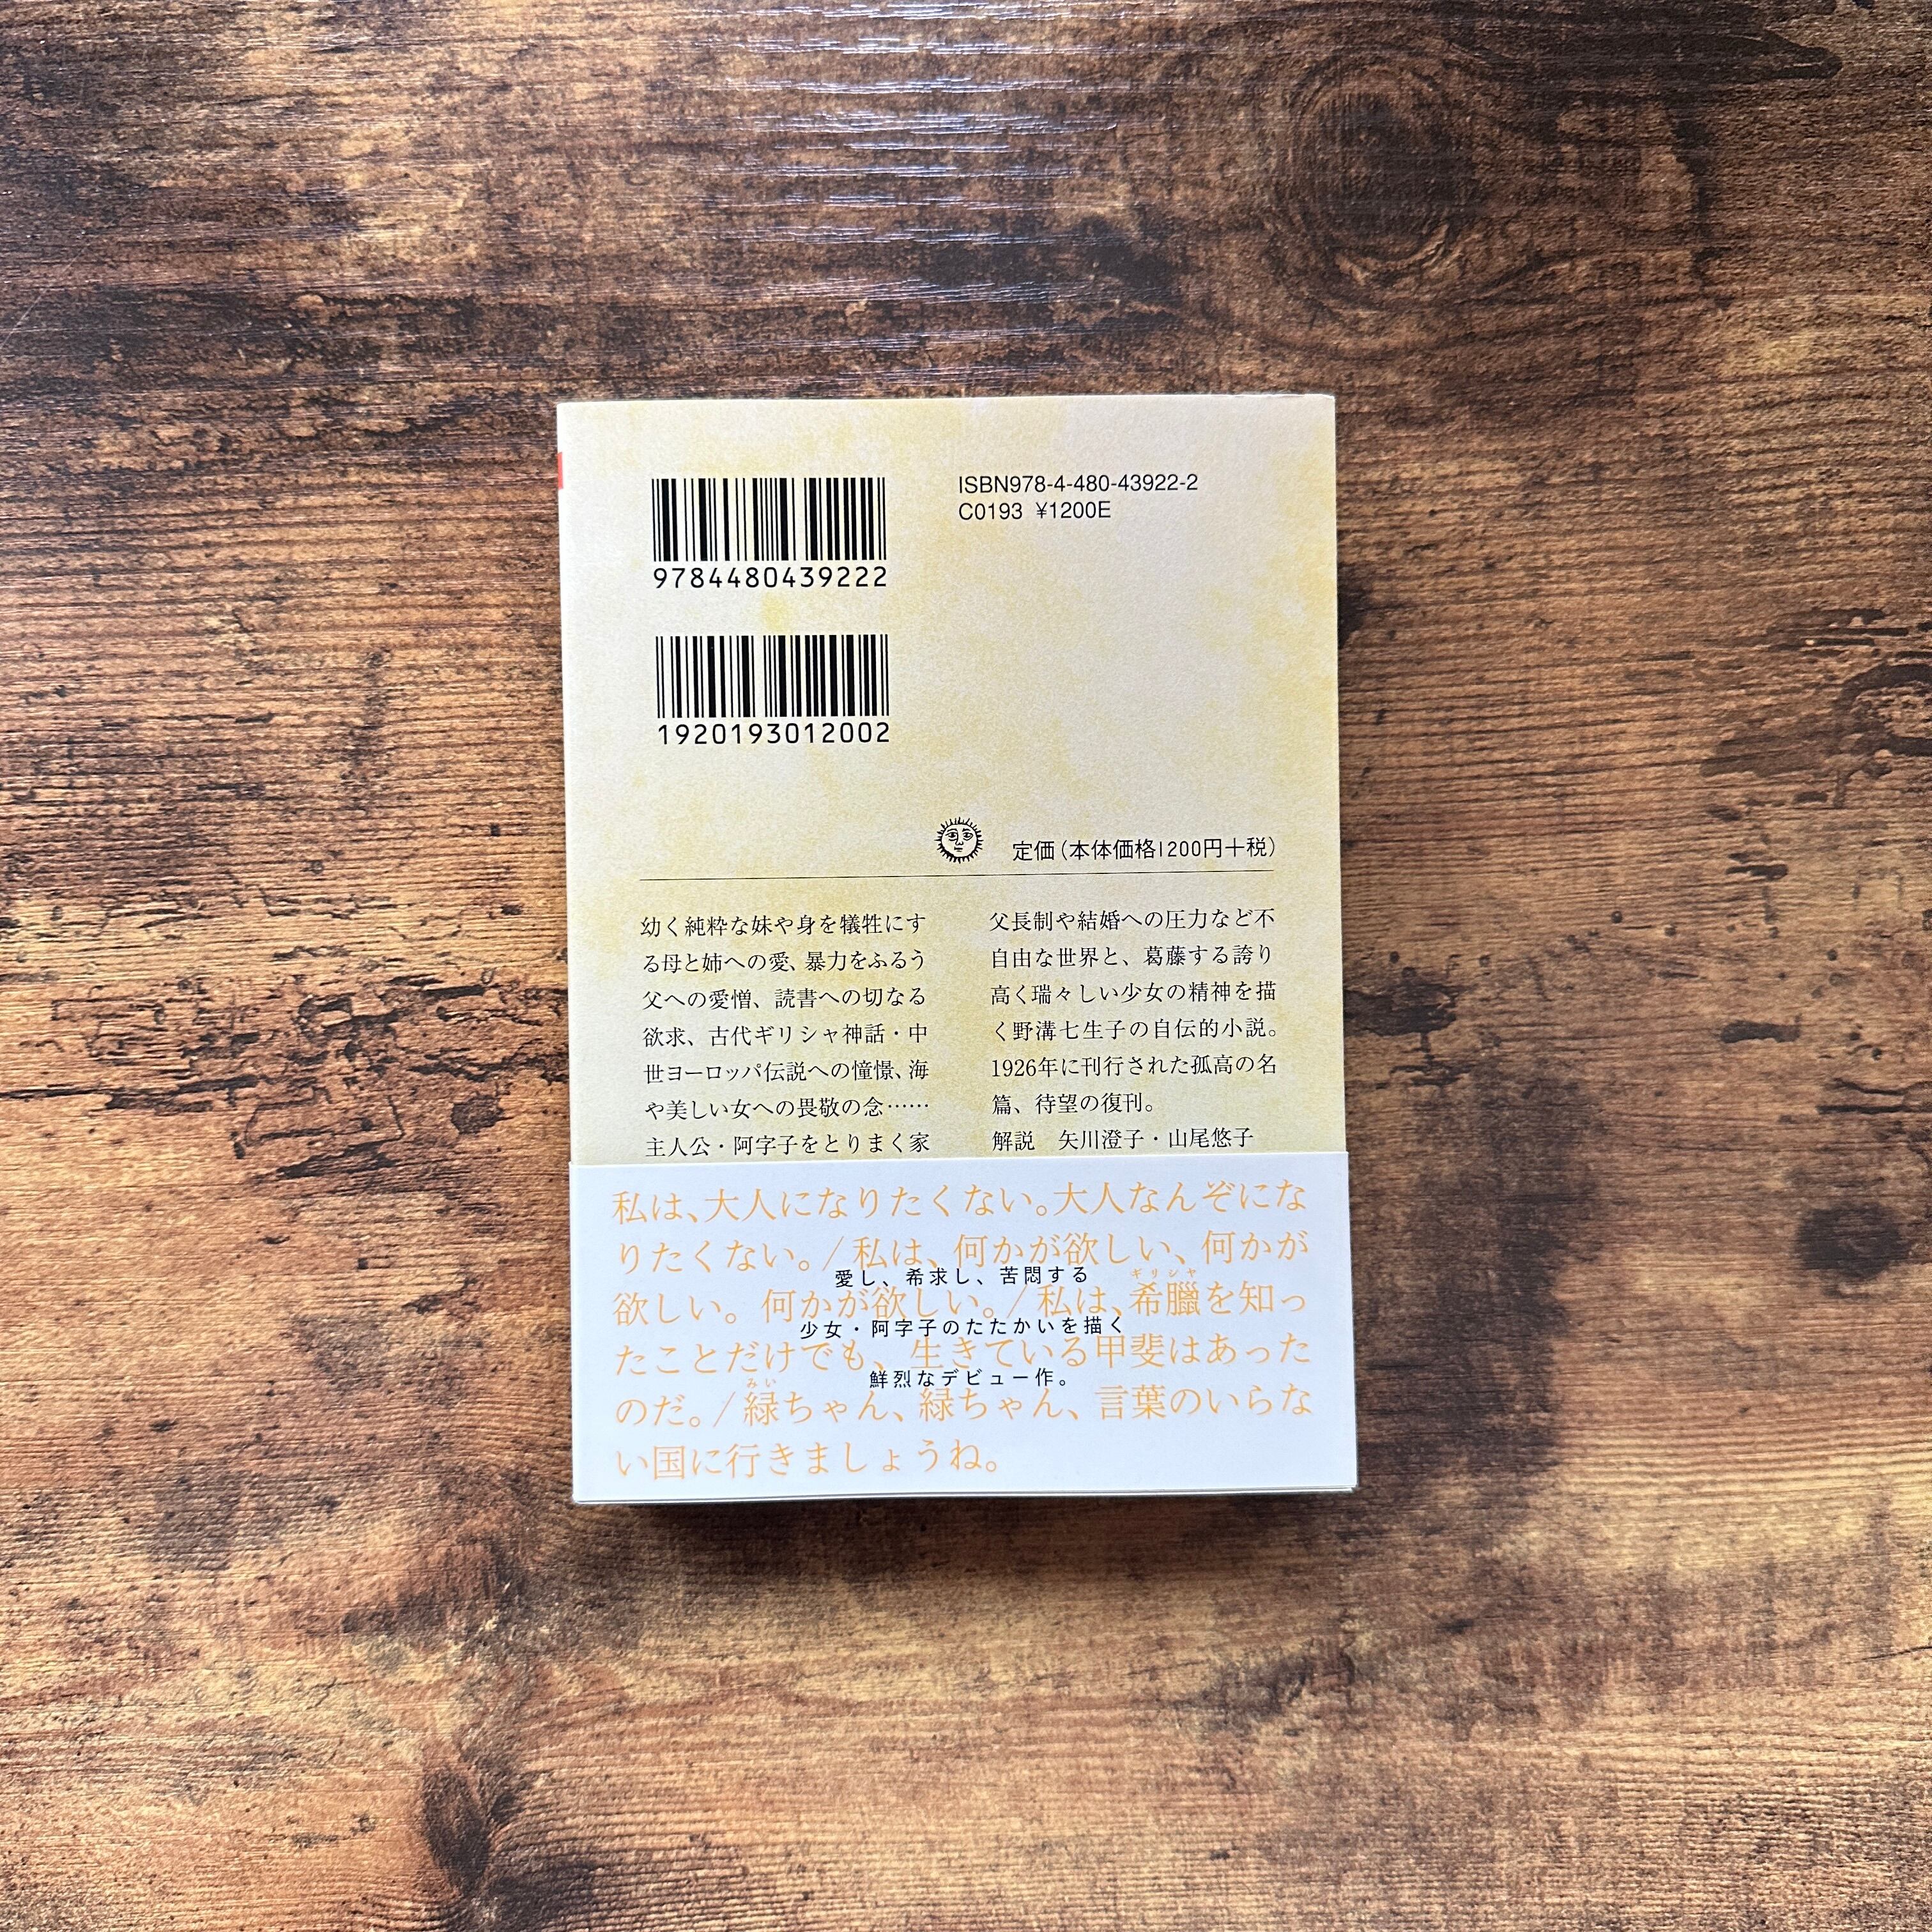 9784480439222
1920193012002
ISBN978-4-480-43922-2
C0193 ¥1200E
定価(本体価格1200円十税)
幼く純粋な妹や身を犠牲にす
る母と姉への愛、暴力をふるう
父への愛憎、読書への切なる
欲求、古代ギリシャ神話・中
世ヨーロッパ伝説への憧憬、海
や美しい女への畏敬の念……
主人公・阿字子をとりまく家
父長制や結婚への圧力など不
自由な世界と、葛藤する誇り
高く瑞々しい少女の精神を描
く野溝七生子の自伝的小説。
1926年に刊行された孤高の名
篇、待望の復刊。
解説 矢川澄子・山尾悠子
私は、大人になりたくない。大人なんぞにな
りたくない。/私は、何かが欲しい、何かが
欲しい。何かが欲しい。/私は、希臘を知っ
ギリシヤ
たことだけでも、生きている甲斐はあった
のだ。/緑ちゃん、緑ちゃん、言葉のいらな
みい
い国に行きましょうね。
愛し、希求し、苦悶する
少女・阿字子のたたかいを描く
鮮烈なデビュー作。